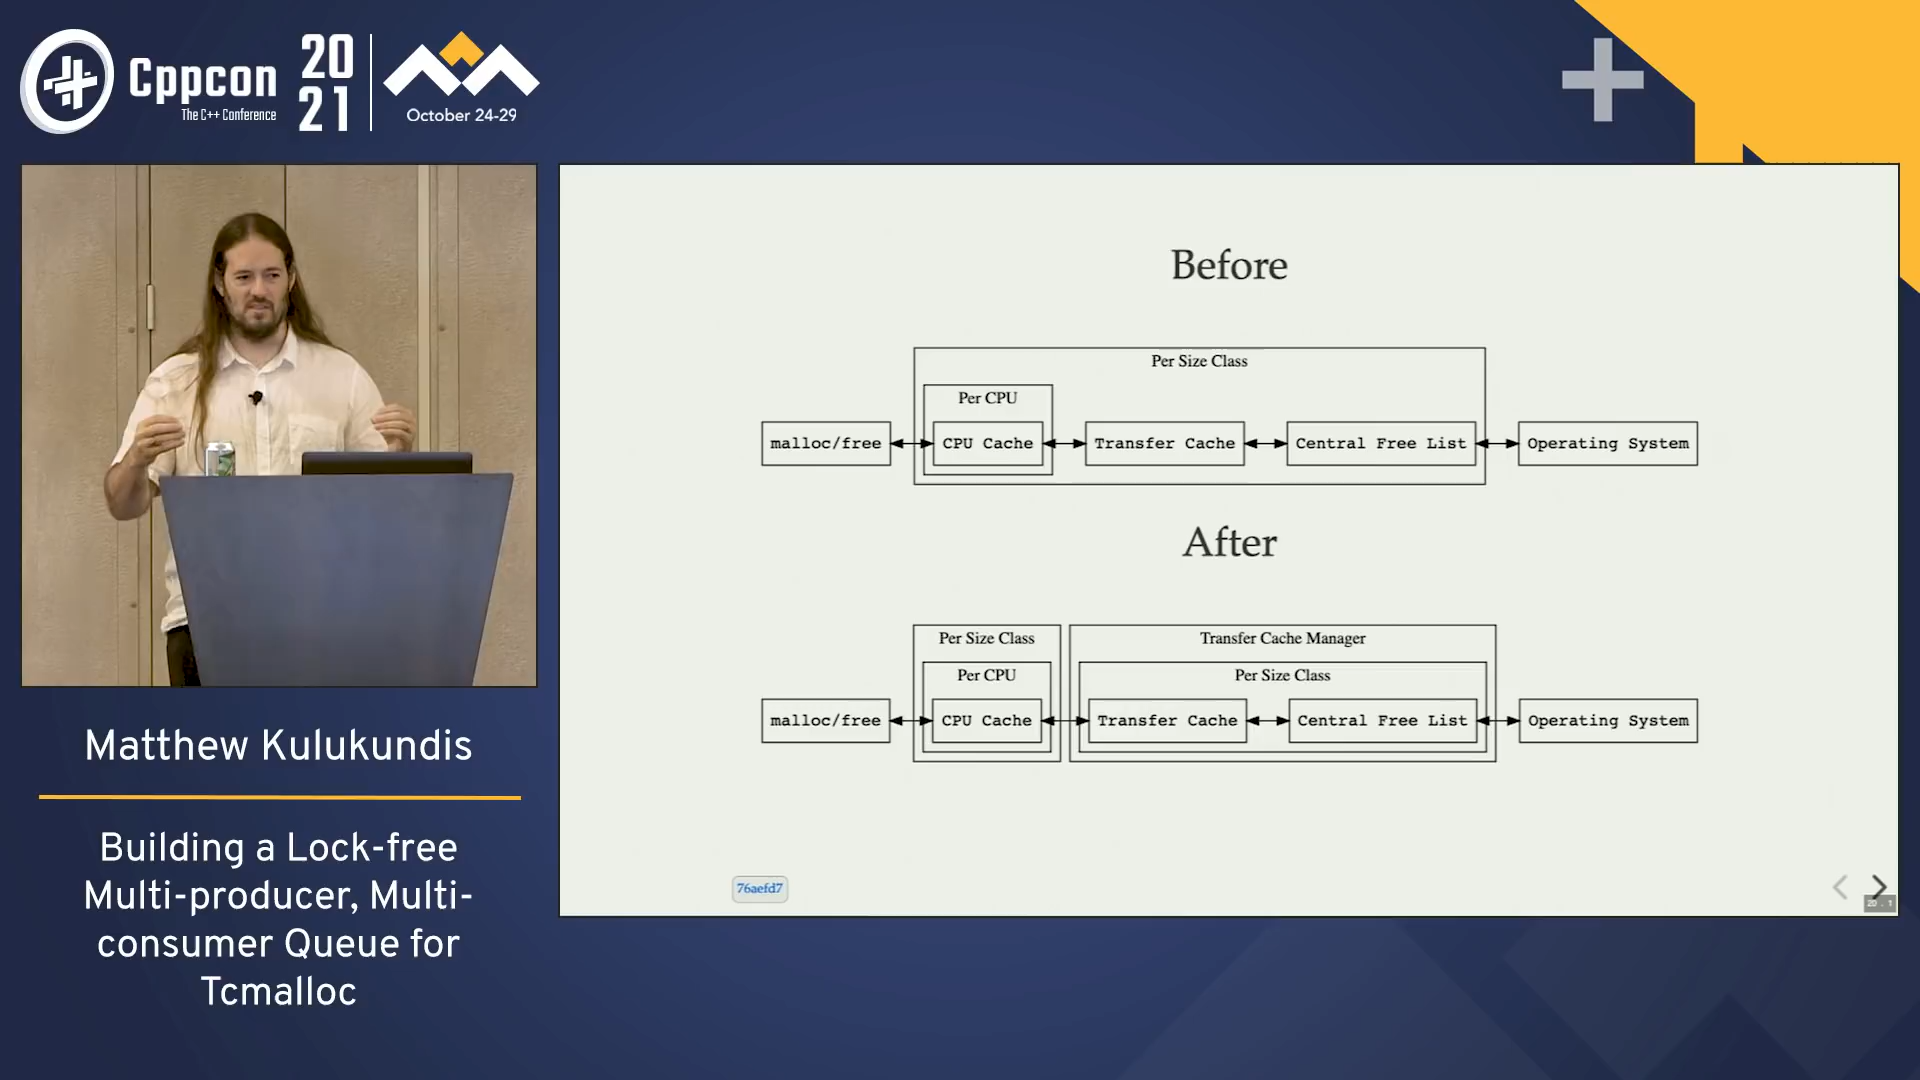 Cppcon
The C++ Conference
20
21
October 24-29
Before
Per Size Class
Per CPU
malloc/free
CPU Cache
Transfer Cache
Central Free List
Operating System
After
Per Size Class
Transfer Cache Manager
Per CPU
Per Size Class
malloc/free
CPU Cache
Transfer Cache
Central Free List
Operating System
76aefd7
20 . 1
Matthew Kulukundis
Building a Lock-free
Multi-producer, Multi-
consumer Queue for
Tcmalloc